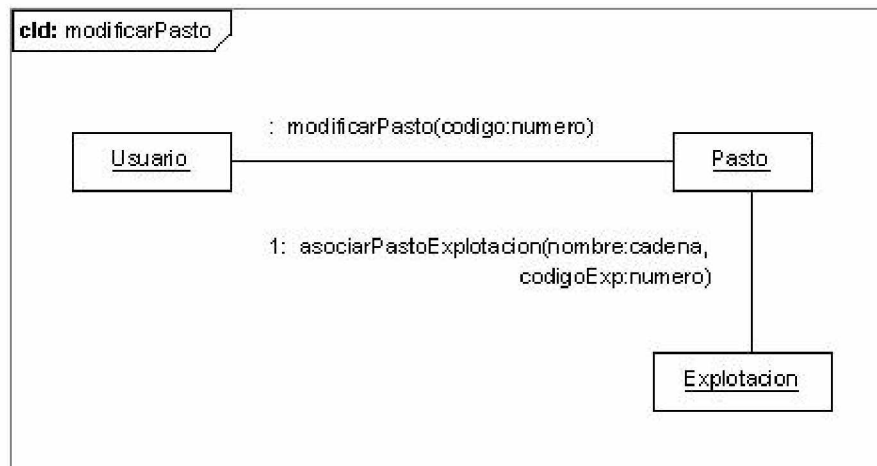 cld: modificarPasto
: modificarPasto(codigo:numero)
Usuario
Pasto
1: asociarPastoExplotacion(nombre:cadena,
codigoExp:numero)
Explotacion